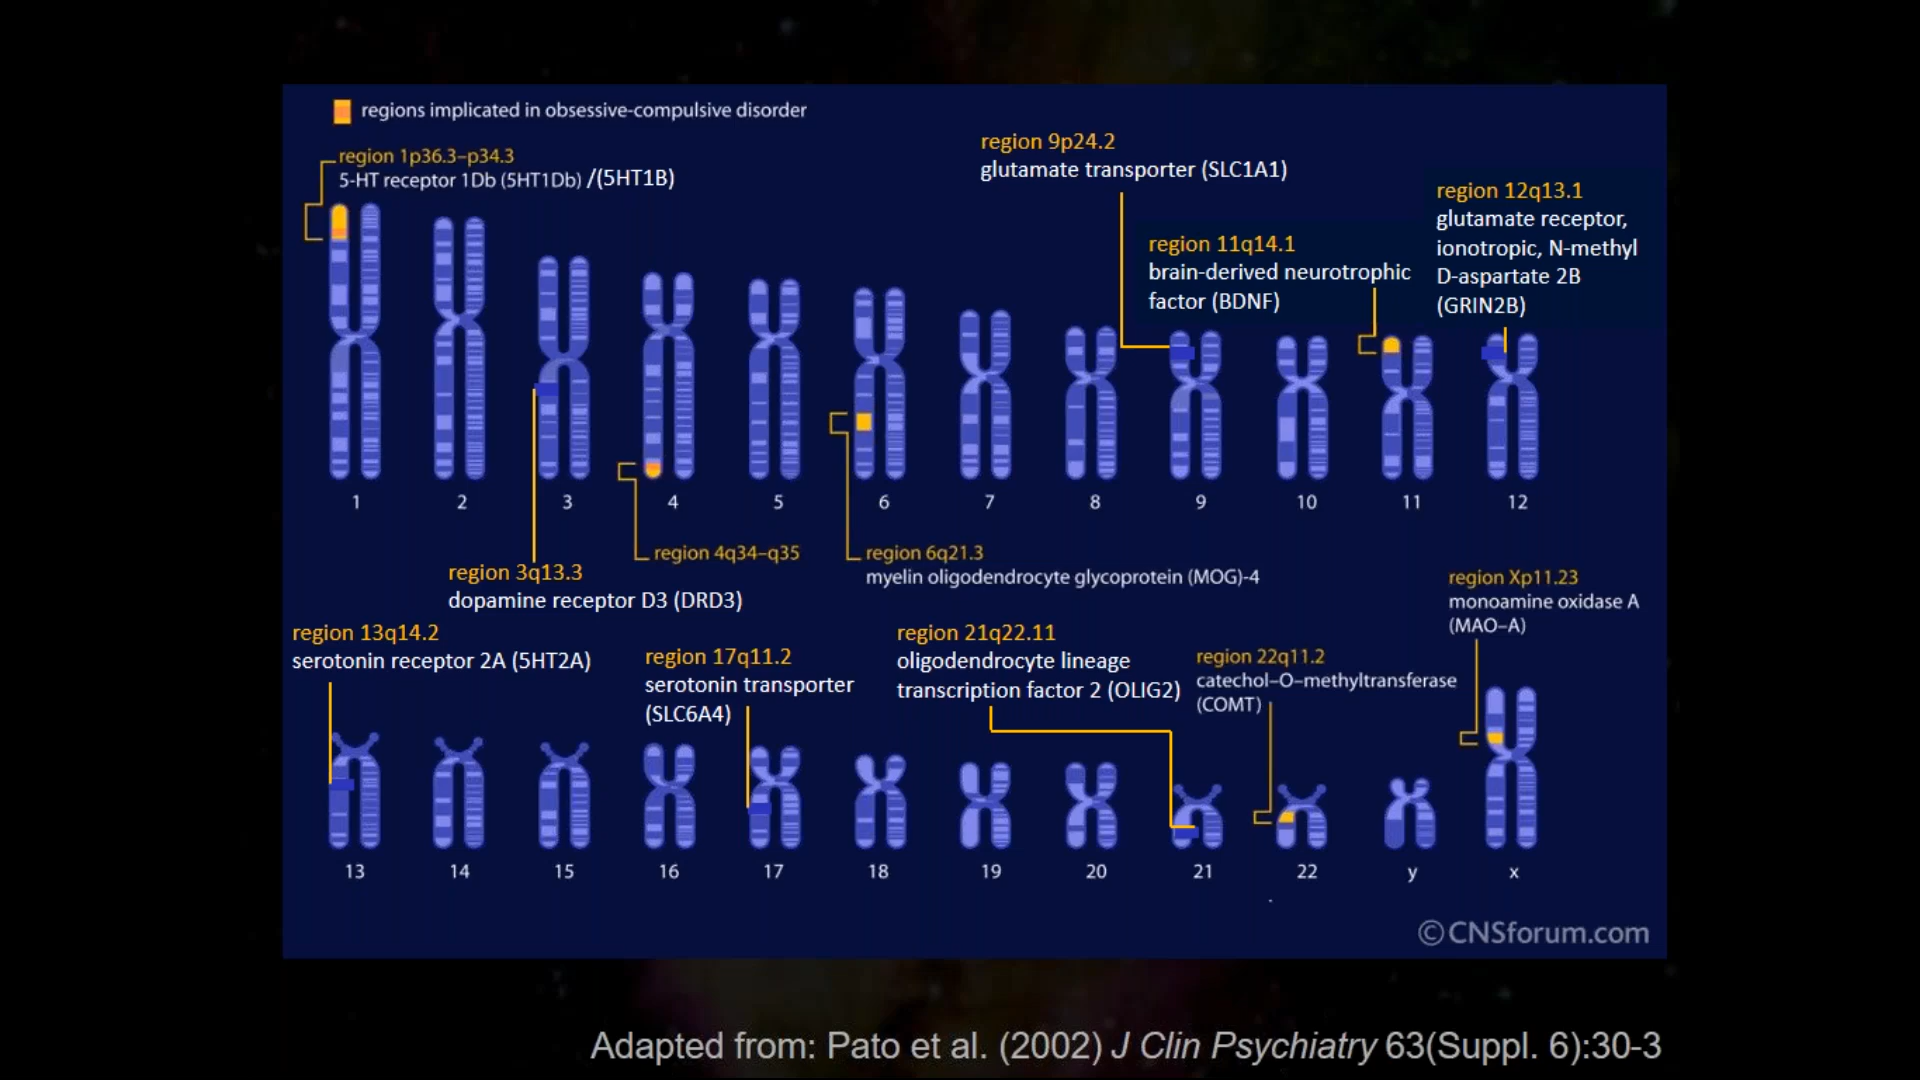 regions implicated in obsessive-compulsive disorder
region 1p36.3–p34.3
5-HT receptor 1Db (5HT1Db) /(5HT1B)
region 9p24.2
glutamate transporter (SLC1A1)
region 11q14.1
brain-derived neurotrophic
factor (BDNF)
region 12q13.1
glutamate receptor,
ionotropic, N-methyl
D-aspartate 2B
(GRIN2B)
1 2 3 4 5 6 7 8 9 10 11 12
region 3q13.3
dopamine receptor D3 (DRD3)
region 4q34–q35
region 6q21.3
myelin oligodendrocyte glycoprotein (MOG)-4
region Xp11.23
monoamine oxidase A
(MAO–A)
region 13q14.2
serotonin receptor 2A (5HT2A)
region 17q11.2
serotonin transporter
(SLC6A4)
region 21q22.11
oligodendrocyte lineage
transcription factor 2 (OLIG2)
region 22q11.2
catechol–O–methyltransferase
(COMT)
13 14 15 16 17 18 19 20 21 22 y x
©CNSforum.com
Adapted from: Pato et al. (2002) J Clin Psychiatry 63(Suppl. 6):30-3